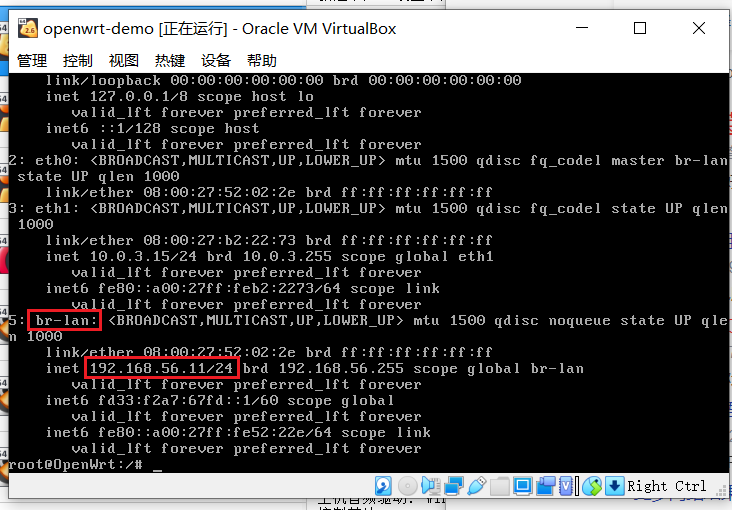 openwrt-demo [正在运行] - Oracle VM VirtualBox
管理 控制 视图 热键 设备 帮助
link/loopback 00:00:00:00:00:00 brd 00:00:00:00:00:00
inet 127.0.0.1/8 scope host lo
valid_lft forever preferred_lft forever
inet6 ::1/128 scope host
valid_lft forever preferred_lft forever
2: eth0: <BROADCAST,MULTICAST,UP,LOWER_UP> mtu 1500 qdisc fq_codel master br-lan
state UP qlen 1000
link/ether 08:00:27:52:02:2e brd ff:ff:ff:ff:ff:ff
3: eth1: <BROADCAST,MULTICAST,UP,LOWER_UP> mtu 1500 qdisc fq_codel state UP qlen
1000
link/ether 08:00:27:b2:22:73 brd ff:ff:ff:ff:ff:ff
inet 10.0.3.15/24 brd 10.0.3.255 scope global eth1
valid_lft forever preferred_lft forever
inet6 fe80::a00:27ff:feb2:2273/64 scope link
valid_lft forever preferred_lft forever
5: br-lan: <BROADCAST,MULTICAST,UP,LOWER_UP> mtu 1500 qdisc noqueue state UP qle
n 1000
link/ether 08:00:27:52:02:2e brd ff:ff:ff:ff:ff:ff
inet 192.168.56.11/24 brd 192.168.56.255 scope global br-lan
valid_lft forever preferred_lft forever
inet6 fd33:f2a7:67fd::1/60 scope global
valid_lft forever preferred_lft forever
inet6 fe80::a00:27ff:fe52:22e/64 scope link
valid_lft forever preferred_lft forever
root@OpenWrt:/# _
Right Ctrl